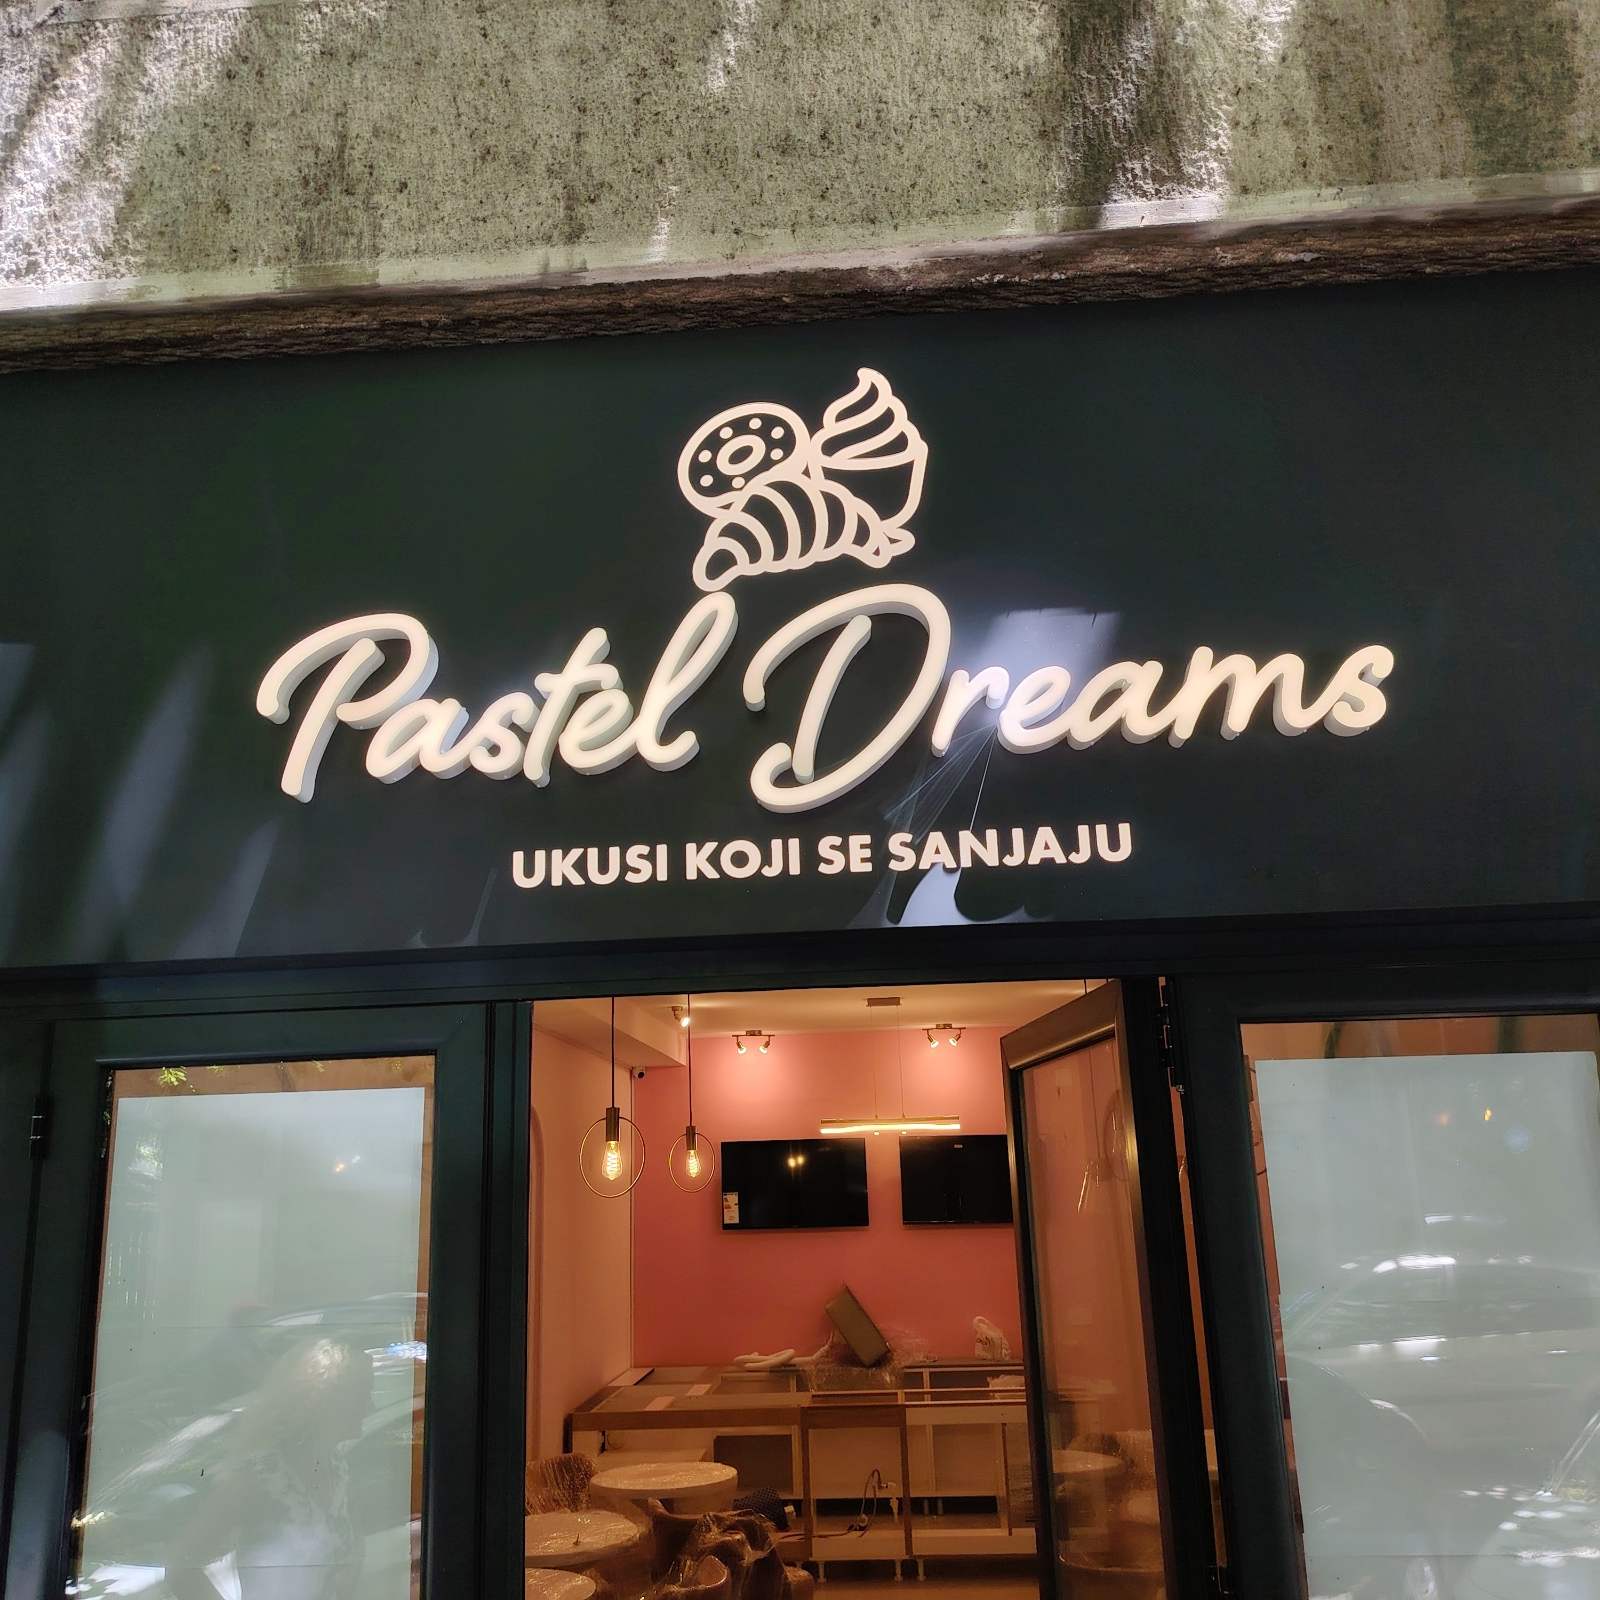 Pastel Dreams
UKUSI KOJI SE SANJAJU